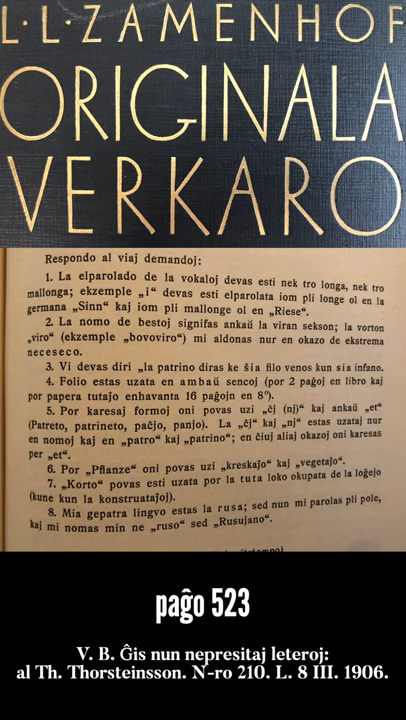 L·L·ZAMENHOF
ORIGINALA
VERKARO
Respondo al viaj demandoj:
1. La elparolado de la vokaloj devas esti nek tro longa, nek tro
mallonga; ekzemple „i“ devas esti elparolata iom pli longe ol en la
germana „Sinn“ kaj iom pli mallonge ol en „Riese“.
2. La nomo de bestoj signifas ankaŭ la viran sekson; la vorton
„viro“ (ekzemple „bovoviro“) mi aldonas nur en okazo de ekstrema
neceseco.
3. Vi devas diri „la patrino diras ke ŝia filo venos kun sia infano.
4. Folio estas uzata en ambaŭ sencoj (por 2 paĝoj en libro kaj
por papera tutaĵo enhavanta 16 paĝojn en 8⁰).
5. Por karesaj formoj oni povas uzi „ĉj (nj)“ kaj ankaŭ „et“
(Patreto, patrineto, paĉjo, panjo). La „ĉj“ kaj „nj“ estas uzataj nur
en nomoj kaj en „patro“ kaj „patrino“; en ĉiuj aliaj okazoj oni karesas
per „et“.
6. Por „Pflanze“ oni povas uzi „kreskaĵo“ kaj „vegetaĵo“.
7. „Korto“ povas esti uzata por la tuta loko okupata de la loĝejo
(kune kun la konstruataĵoj).
8. Mia gepatra lingvo estas la rusa; sed nun mi parolas pli pole,
kaj mi nomas min ne „ruso“ sed „Rusujano“.
paĝo 523
V. B. Ĝis nun nepresitaj leteroj:
al Th. Thorsteinsson. N-ro 210. L. 8 III. 1906.